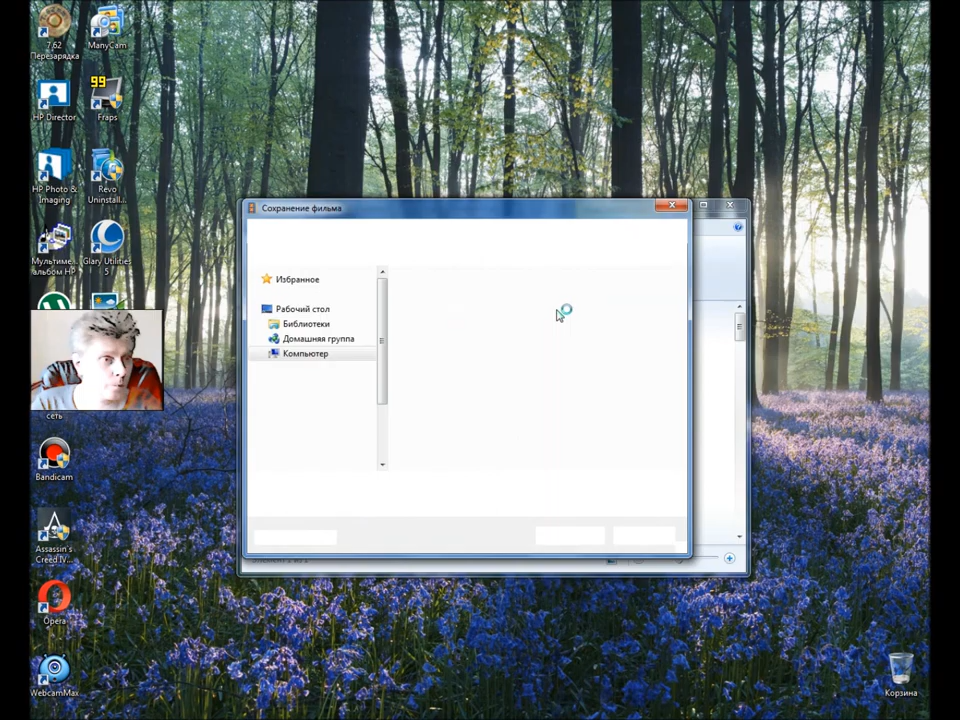 7.62
Перезарядка
ManyCam
HP Director
99
Fraps
HP Photo &
Imaging
Revo
Uninstall...
Мультиме...
альбом HP
Glary Utilities
5
сеть
Bandicam
Assassin's
Creed IV...
Opera
WebcamMax
Сохранение фильма
Избранное
Рабочий стол
Библиотеки
Домашняя группа
Компьютер
Корзина